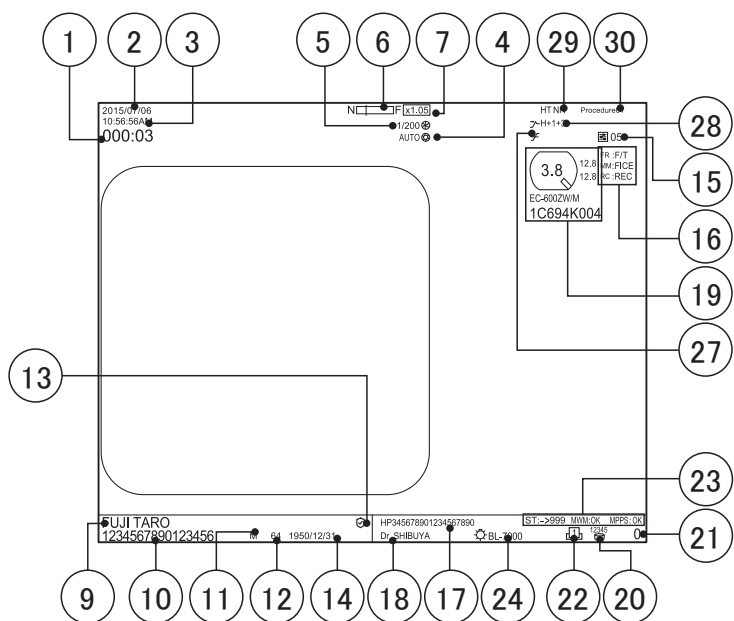 1 2 3 5 6 7 4 29 30
2015/07/06
10:56:56AM
000:03
N F x1.05
1/200
AUTO
HT NR Procedure
H+1+3
05
28
15
3.8
12.8
12.8
EC-600ZW/M
1C694K004
FR :F/T
MM:FICE
RC :REC
16
19
27
13
23
FUJI TARO
1234567890123456
M 64 1950/12/31
HP345678901234567890
Dr. SHIBUYA
BL-7000
ST:->999 MWM:OK MPPS:OK
1
12345
0
21
9 10 11 12 14 18 17 24 22 20